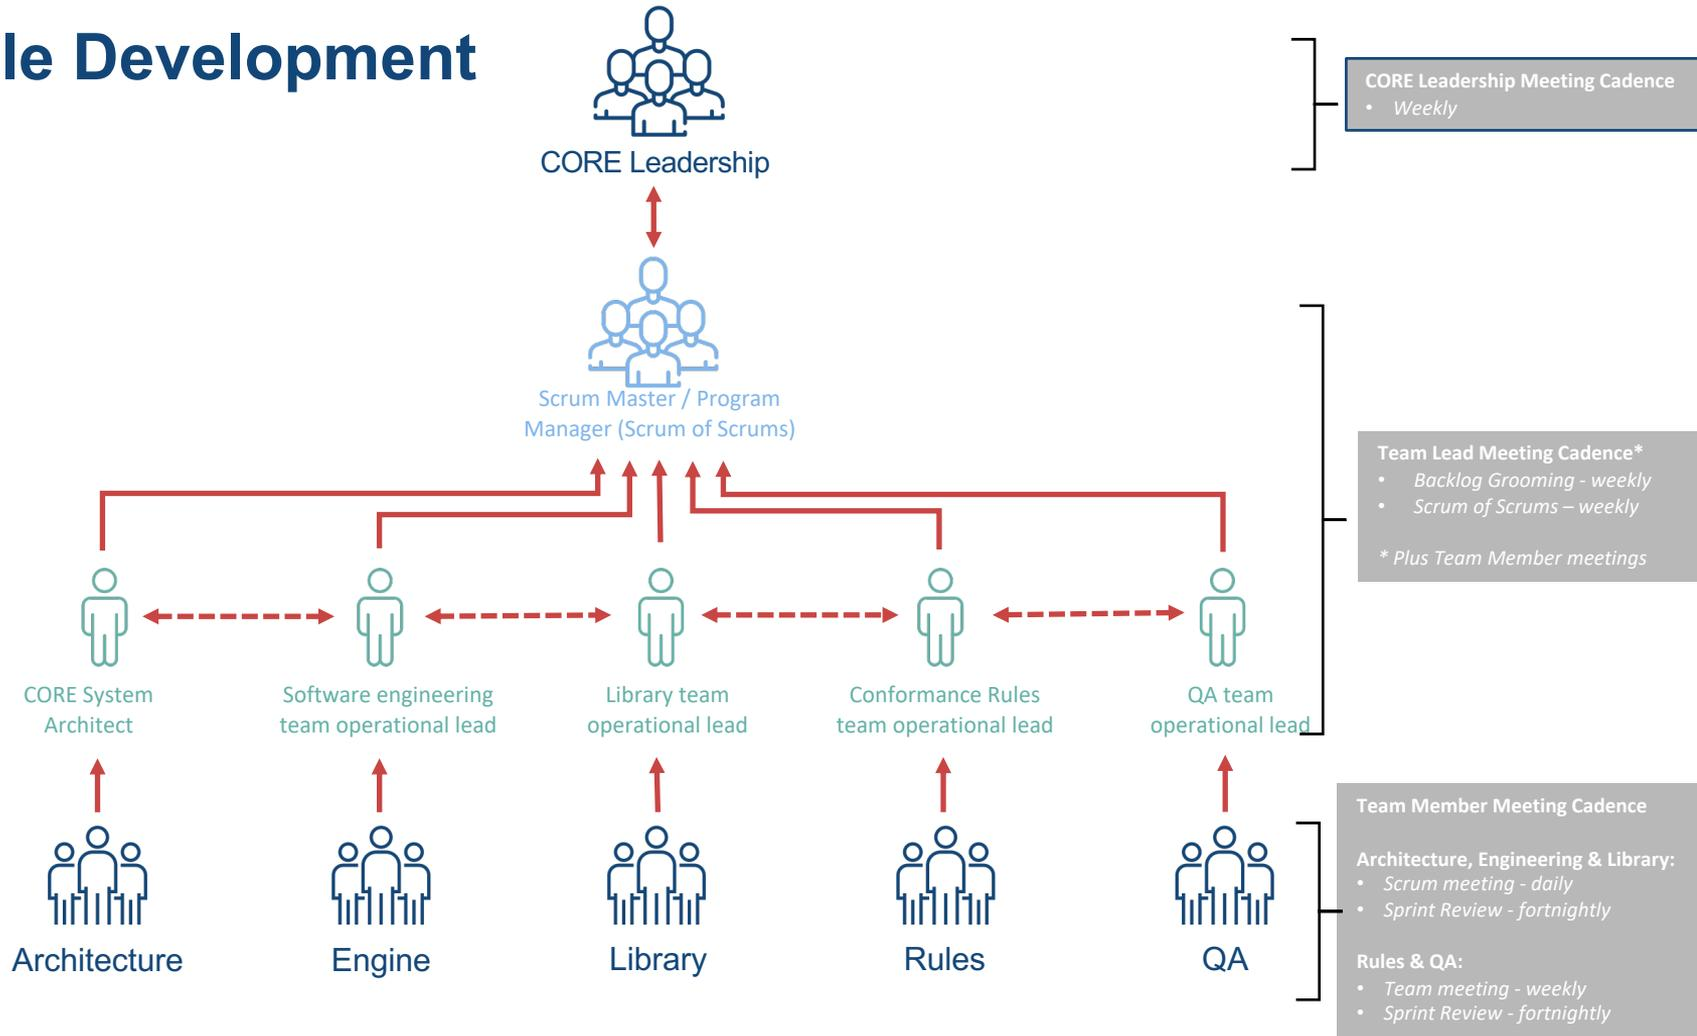 le Development
CORE Leadership
CORE Leadership Meeting Cadence
• Weekly
Scrum Master / Program
Manager (Scrum of Scrums)
Team Lead Meeting Cadence*
• Backlog Grooming - weekly
• Scrum of Scrums – weekly
* Plus Team Member meetings
CORE System
Architect
Software engineering
team operational lead
Library team
operational lead
Conformance Rules
team operational lead
QA team
operational lead
Architecture
Engine
Library
Rules
QA
Team Member Meeting Cadence
Architecture, Engineering & Library:
• Scrum meeting - daily
• Sprint Review - fortnightly
Rules & QA:
• Team meeting - weekly
• Sprint Review - fortnightly